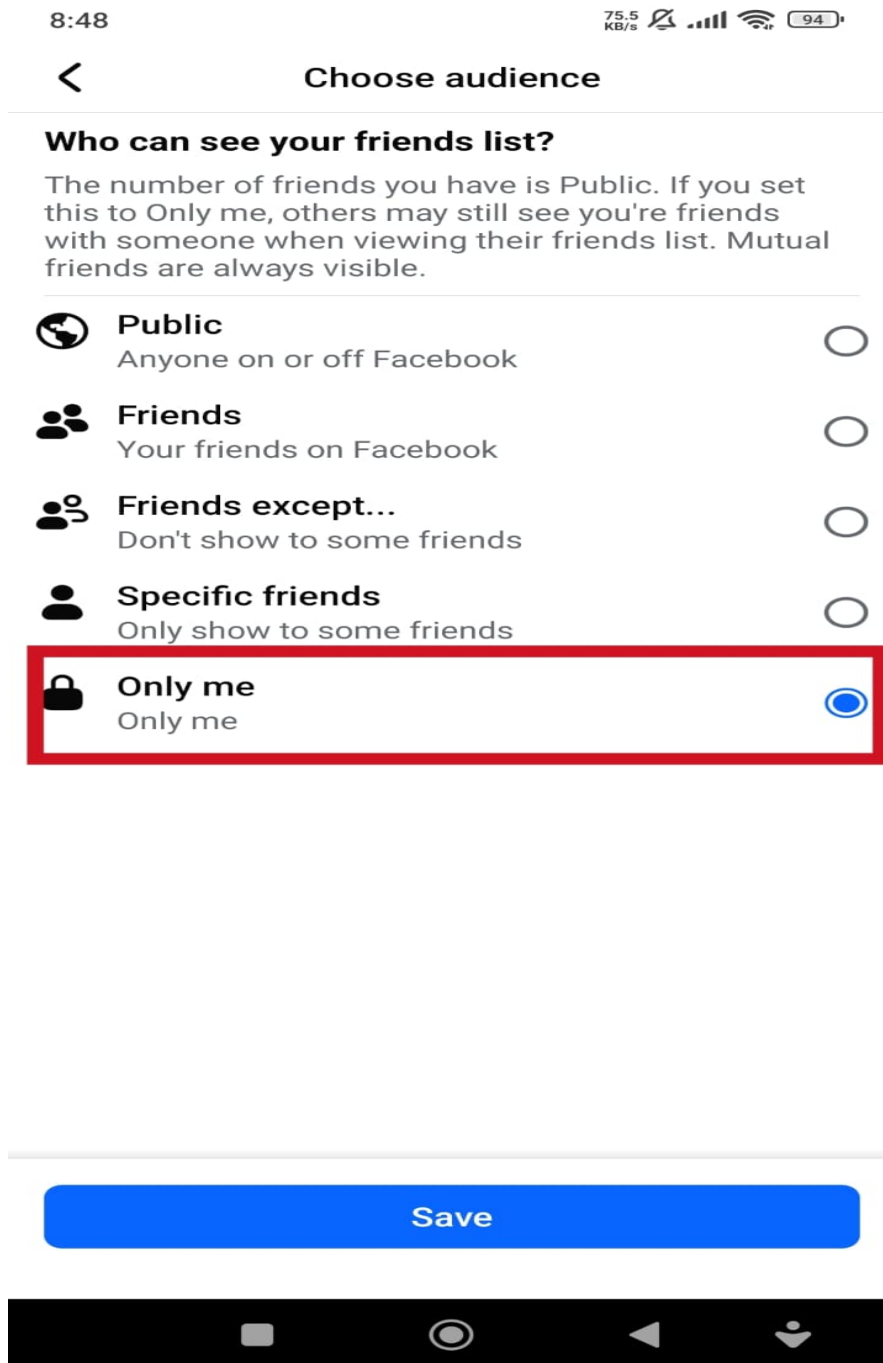 8:48
75.5
KB/s
94
Choose audience
Who can see your friends list?
The number of friends you have is Public. If you set
this to Only me, others may still see you're friends
with someone when viewing their friends list. Mutual
friends are always visible.
Public
Anyone on or off Facebook
Friends
Your friends on Facebook
Friends except...
Don't show to some friends
Specific friends
Only show to some friends
Only me
Only me
Save